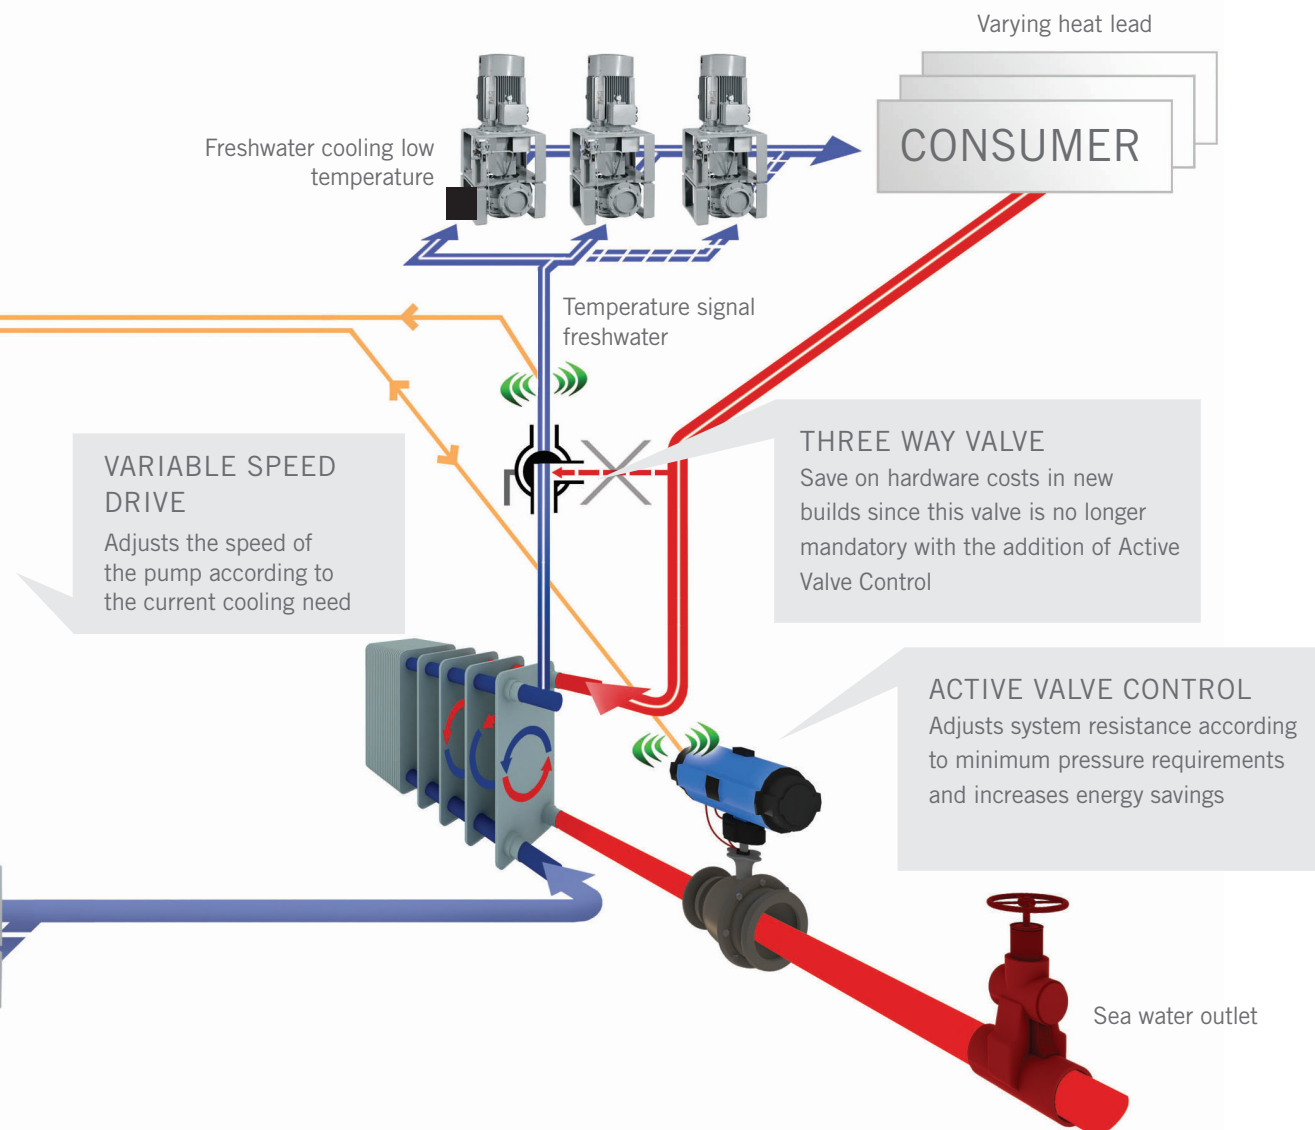 Varying heat lead
CONSUMER
Freshwater cooling low
temperature
Temperature signal
freshwater
VARIABLE SPEED
DRIVE
Adjusts the speed of
the pump according to
the current cooling need
THREE WAY VALVE
Save on hardware costs in new
builds since this valve is no longer
mandatory with the addition of Active
Valve Control
ACTIVE VALVE CONTROL
Adjusts system resistance according
to minimum pressure requirements
and increases energy savings
Sea water outlet